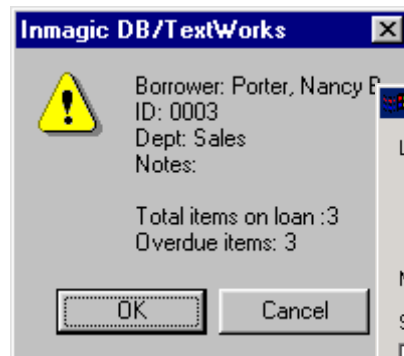 Inmagic DB/TextWorks
Borrower: Porter, Nancy B
ID: 0003
Dept: Sales
Notes:
Total items on loan :3
Overdue items: 3
OK
Cancel